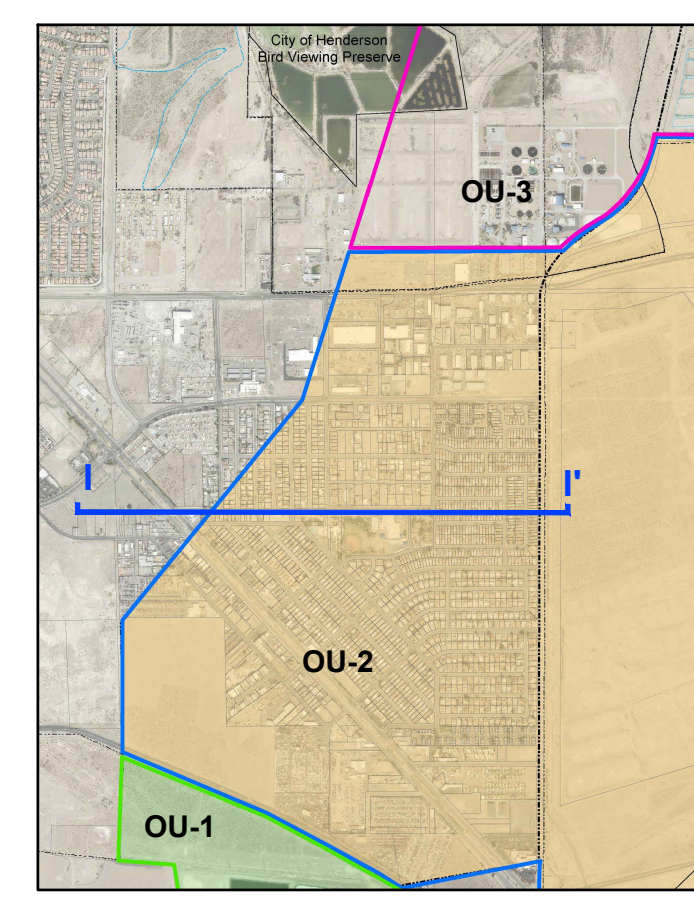 City of Henderson
Bird Viewing Preserve
OU-3
I
I'
OU-2
OU-1